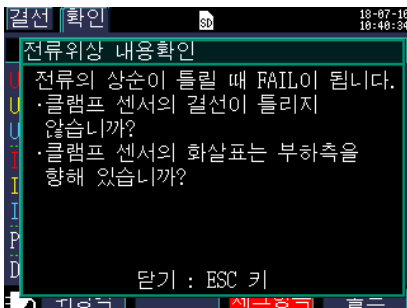 결선 확인
SD
18-07-16
10:40:34
전류위상 내용확인
전류의 상순이 틀릴 때 FAIL이 됩니다.
·클램프 센서의 결선이 틀리지
않습니까?
·클램프 센서의 화살표는 부하측을
향해 있습니까?
U
U
U
I
I
I
P
D
닫기 : ESC 키